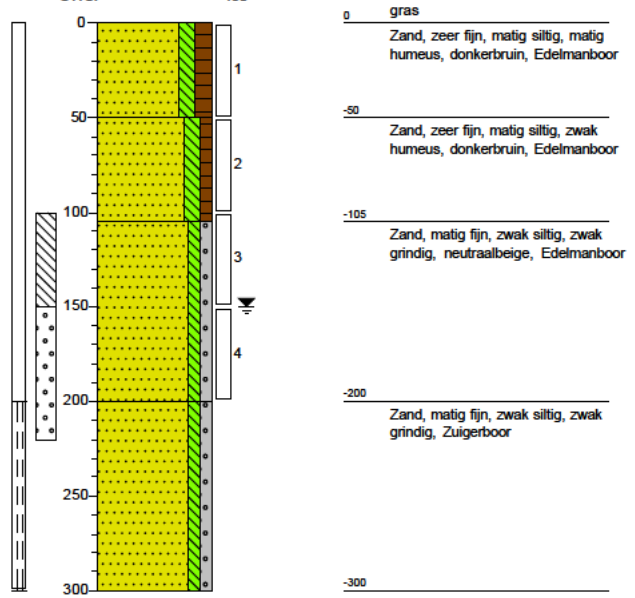 0
50
100
150
200
250
300
1
2
3
4
0
gras
Zand, zeer fijn, matig siltig, matig
humeus, donkerbruin, Edelmanboor
-50
Zand, zeer fijn, matig siltig, zwak
humeus, donkerbruin, Edelmanboor
-105
Zand, matig fijn, zwak siltig, zwak
grindig, neutraalbeige, Edelmanboor
-200
Zand, matig fijn, zwak siltig, zwak
grindig, Zuigerboor
-300